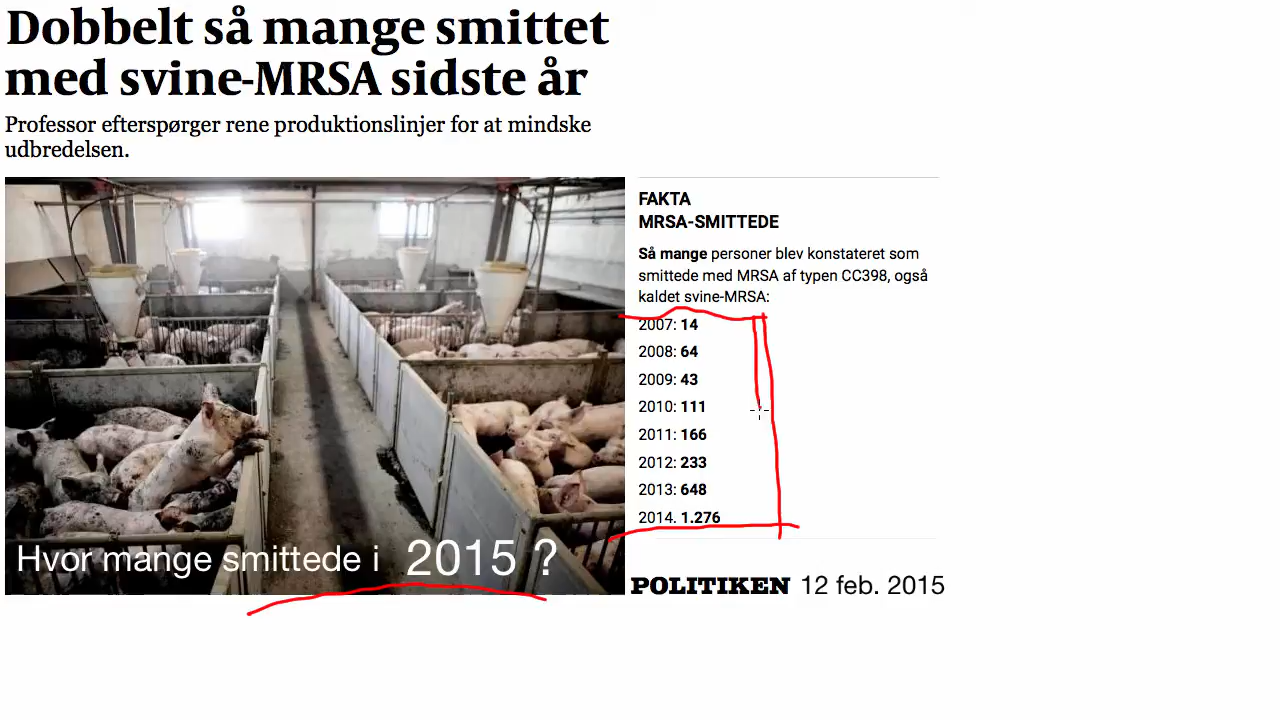 Dobbelt så mange smittet
med svine-MRSA sidste år
Professor efterspørger rene produktionslinjer for at mindske
udbredelsen.
Hvor mange smittede i 2015 ?
FAKTA
MRSA-SMITTEDE
Så mange personer blev konstateret som
smittede med MRSA af typen CC398, også
kaldet svine-MRSA:
2007: 14
2008: 64
2009: 43
2010: 111
2011: 166
2012: 233
2013: 648
2014. 1.276
POLITIKEN 12 feb. 2015